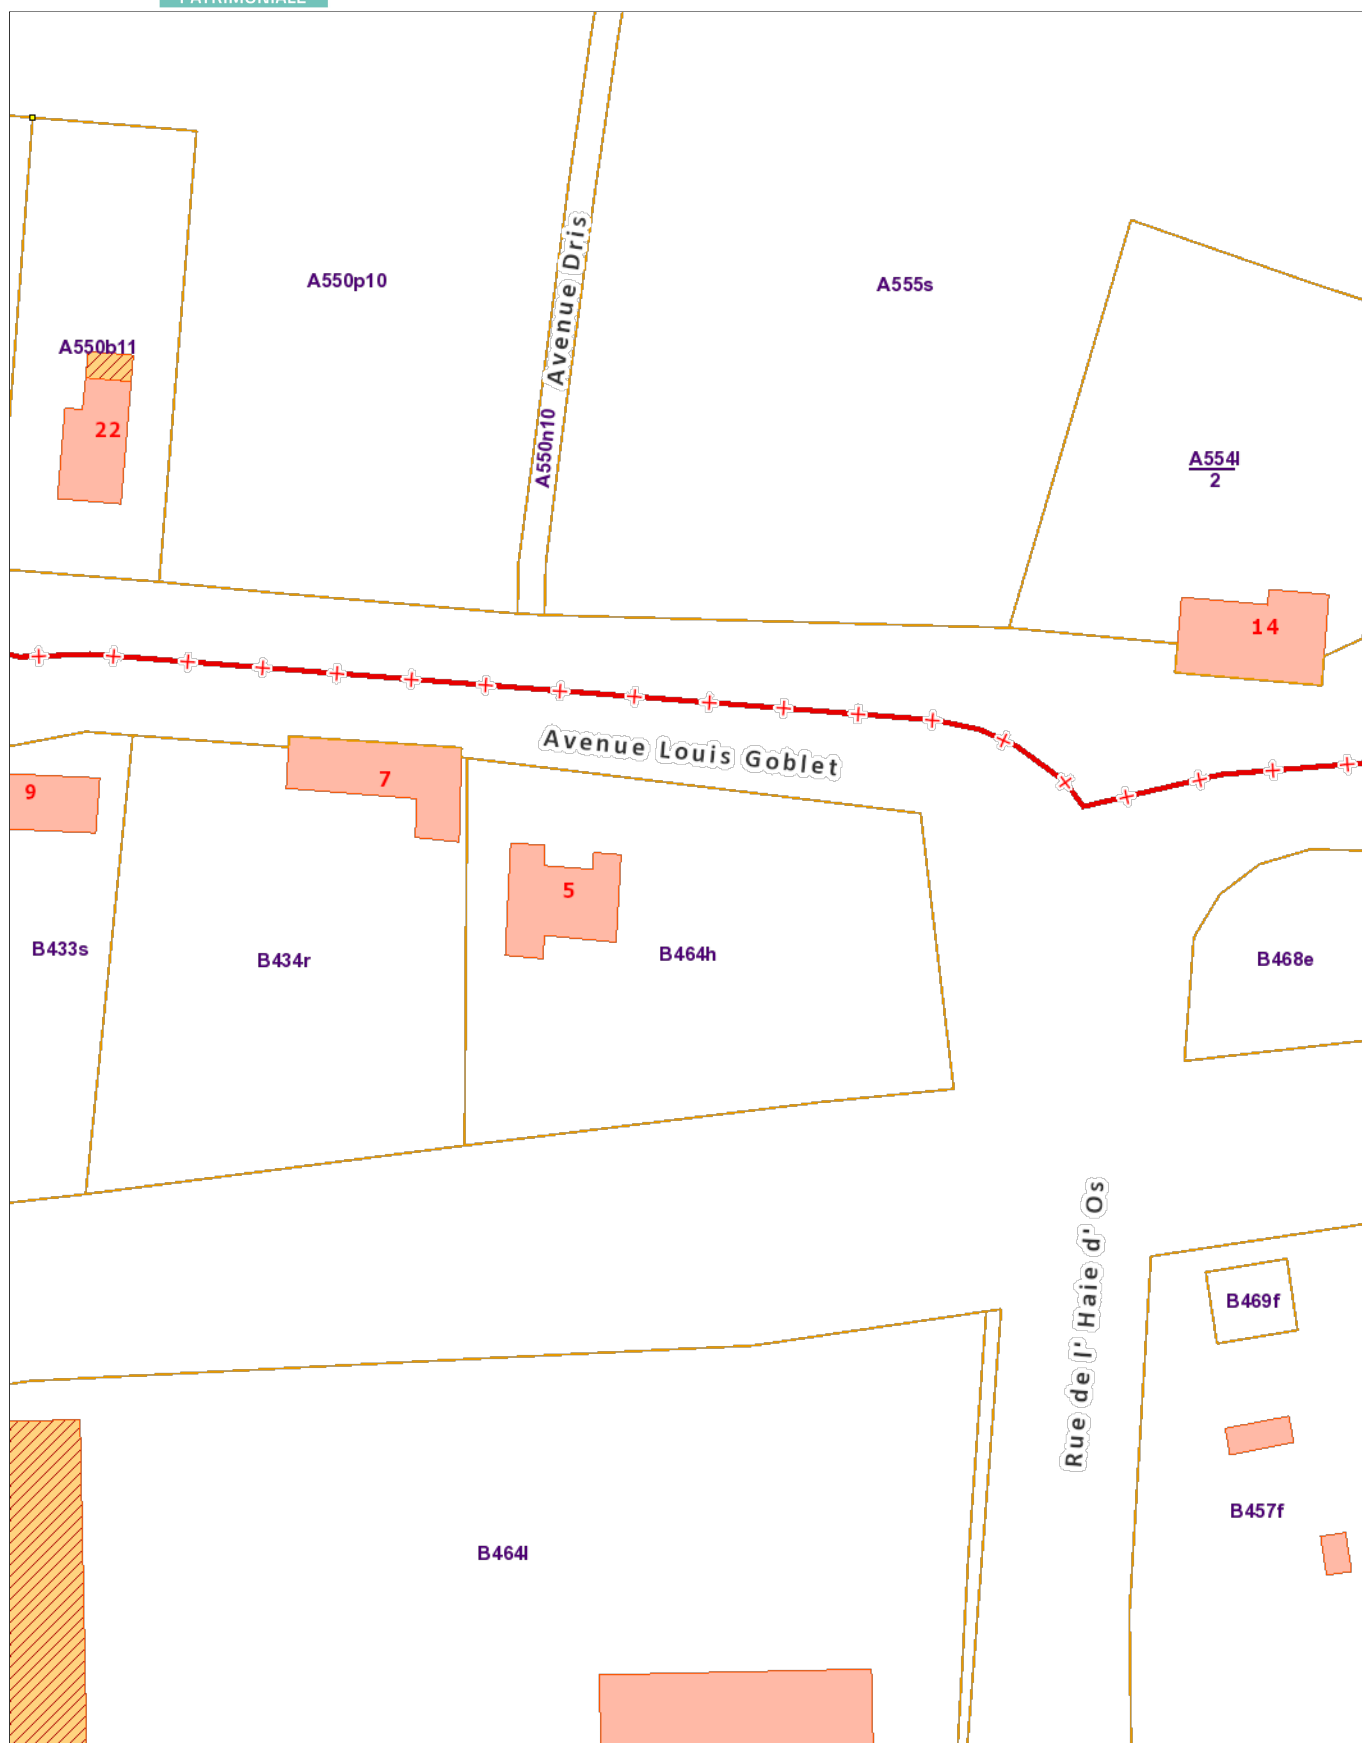 PATRIMONIALE
Avenue Dris
A550p10
A555s
A550b11
22
A550n10
A554l
2
14
Avenue Louis Goblet
7
9
5
B433s
B434r
B464h
B468e
Rue de l' Haie d' Os
B469f
B457f
B464l